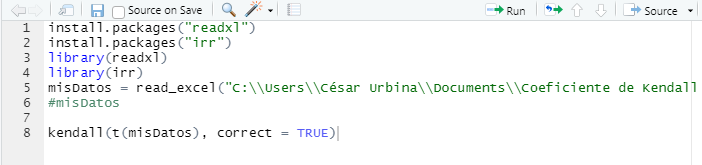 Source on Save
Run
Source
1 install.packages("readxl")
2 install.packages("irr")
3 library(readxl)
4 library(irr)
5 misDatos = read_excel("C:\\Users\\César Urbina\\Documents\\Coeficiente de Kendall
6 #misDatos
7
8 kendall(t(misDatos), correct = TRUE)